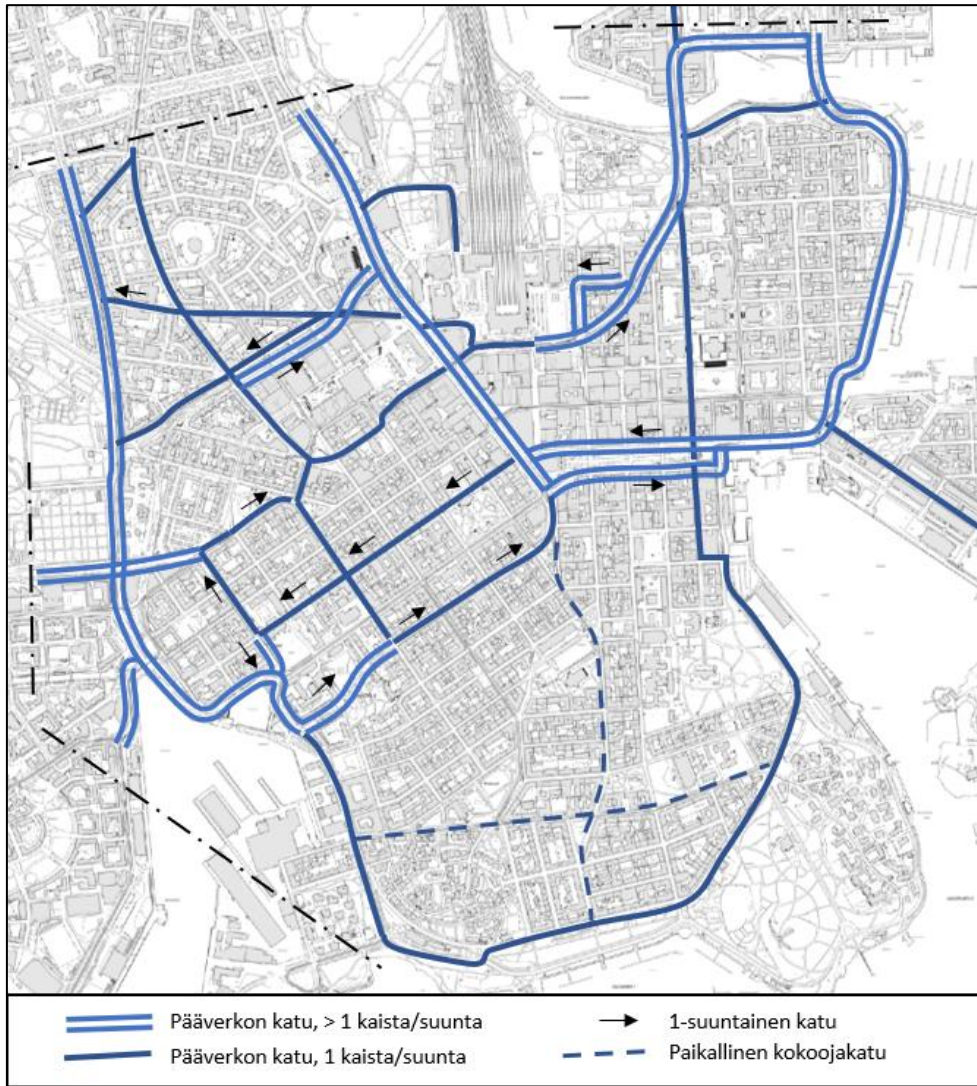 Pääverkon katu, > 1 kaista/suunta
1-suuntainen katu
Pääverkon katu, 1 kaista/suunta
Paikallinen kokoojakatu